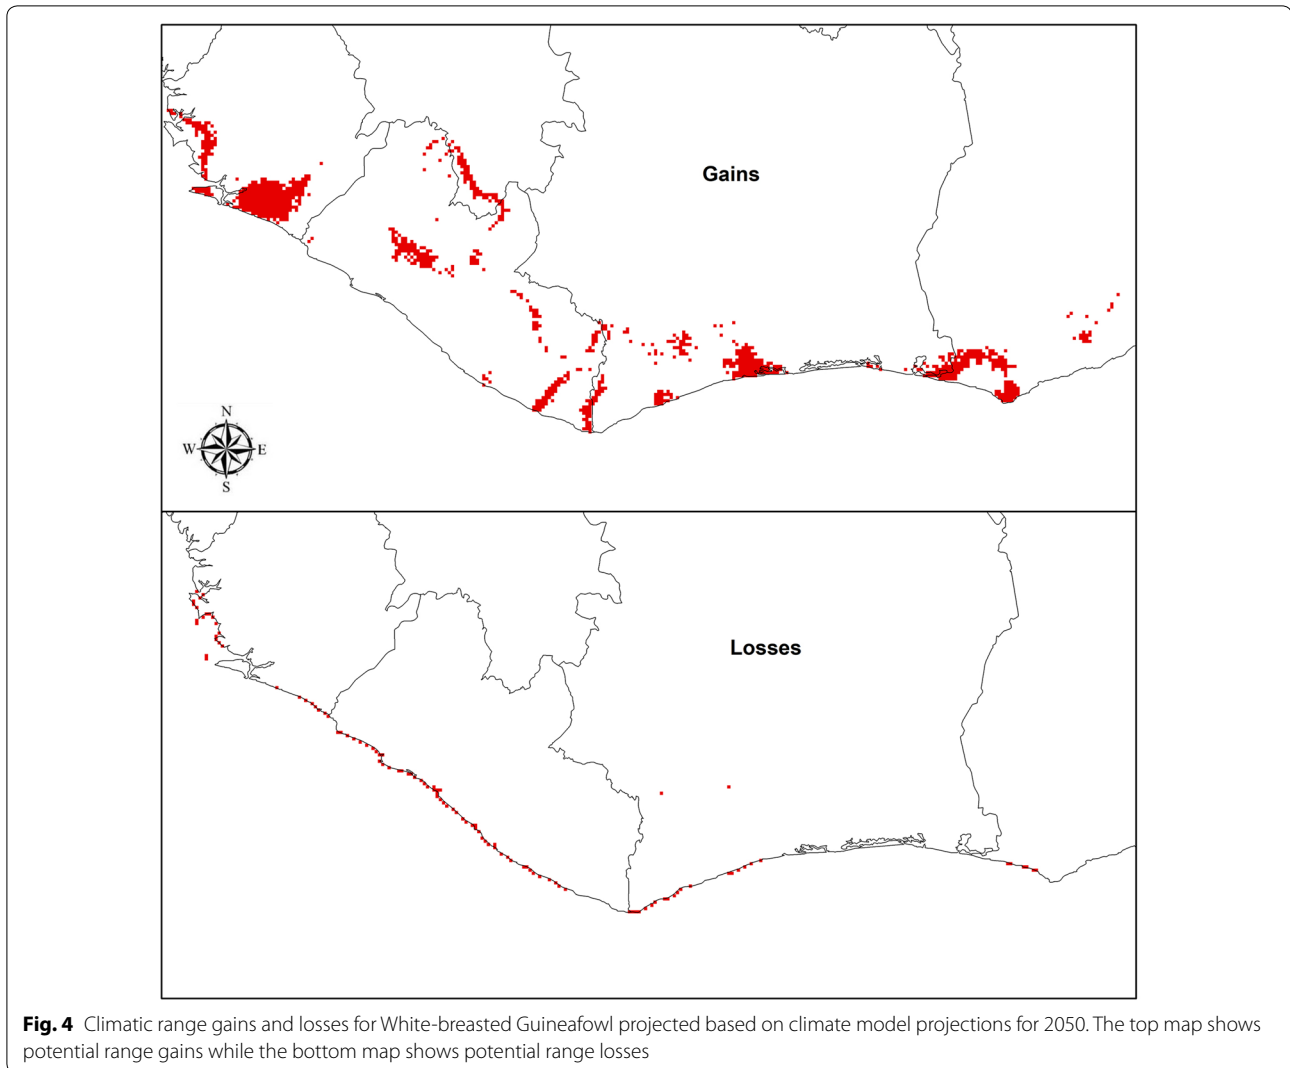 Gains
N
W E
S
Losses
Fig. 4 Climatic range gains and losses for White-breasted Guineafowl projected based on climate model projections for 2050. The top map shows
potential range gains while the bottom map shows potential range losses